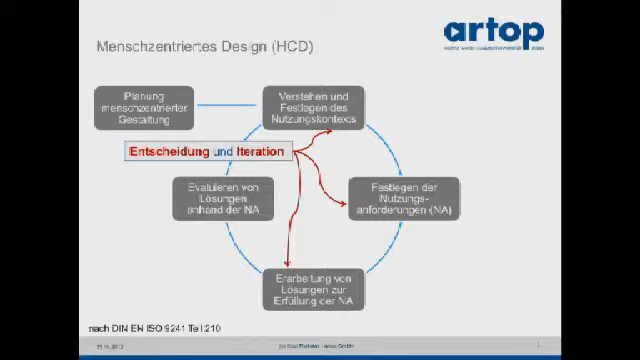 artop
Menschzentriertes Design (HCD)
Planung
menschzentrierter
Gestaltung
Verstehen und
Festlegen des
Nutzungskontexts
Entscheidung und Iteration
Evaluieren von
Lösungen
anhand der NA
Festlegen der
Nutzungs-
anforderungen (NA)
Erarbeitung von
Lösungen zur
Erfüllung der NA
nach DIN EN ISO 9241 Teil 210